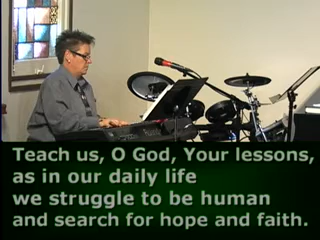 Teach us, O God, Your lessons,
as in our daily life
we struggle to be human
and search for hope and faith.